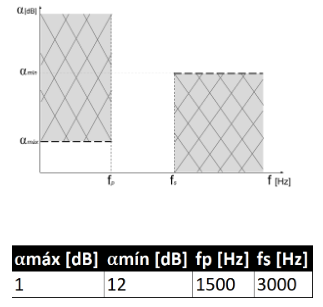 α[dB]
αmín
αmáx
fp fs f [Hz]
αmáx [dB] αmín [dB] fp [Hz] fs [Hz]
1 12 1500 3000